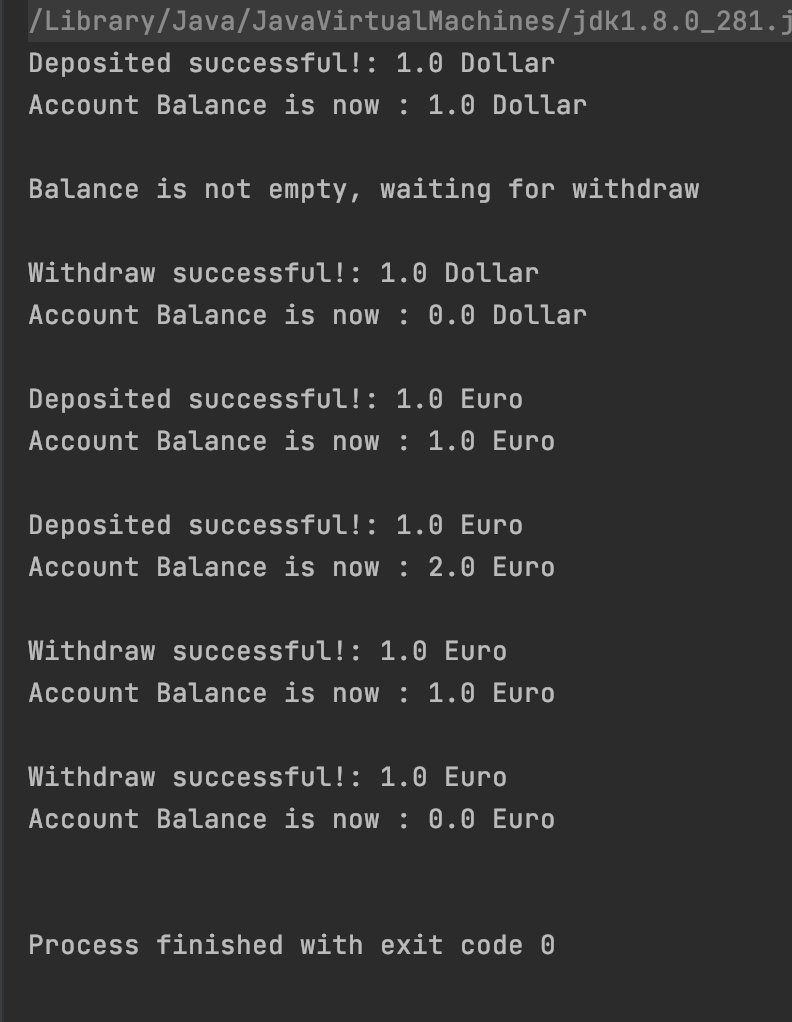 /Library/Java/JavaVirtualMachines/jdk1.8.0_281.j
Deposited successful!: 1.0 Dollar
Account Balance is now : 1.0 Dollar
Balance is not empty, waiting for withdraw
Withdraw successful!: 1.0 Dollar
Account Balance is now : 0.0 Dollar
Deposited successful!: 1.0 Euro
Account Balance is now : 1.0 Euro
Deposited successful!: 1.0 Euro
Account Balance is now : 2.0 Euro
Withdraw successful!: 1.0 Euro
Account Balance is now : 1.0 Euro
Withdraw successful!: 1.0 Euro
Account Balance is now : 0.0 Euro
Process finished with exit code 0